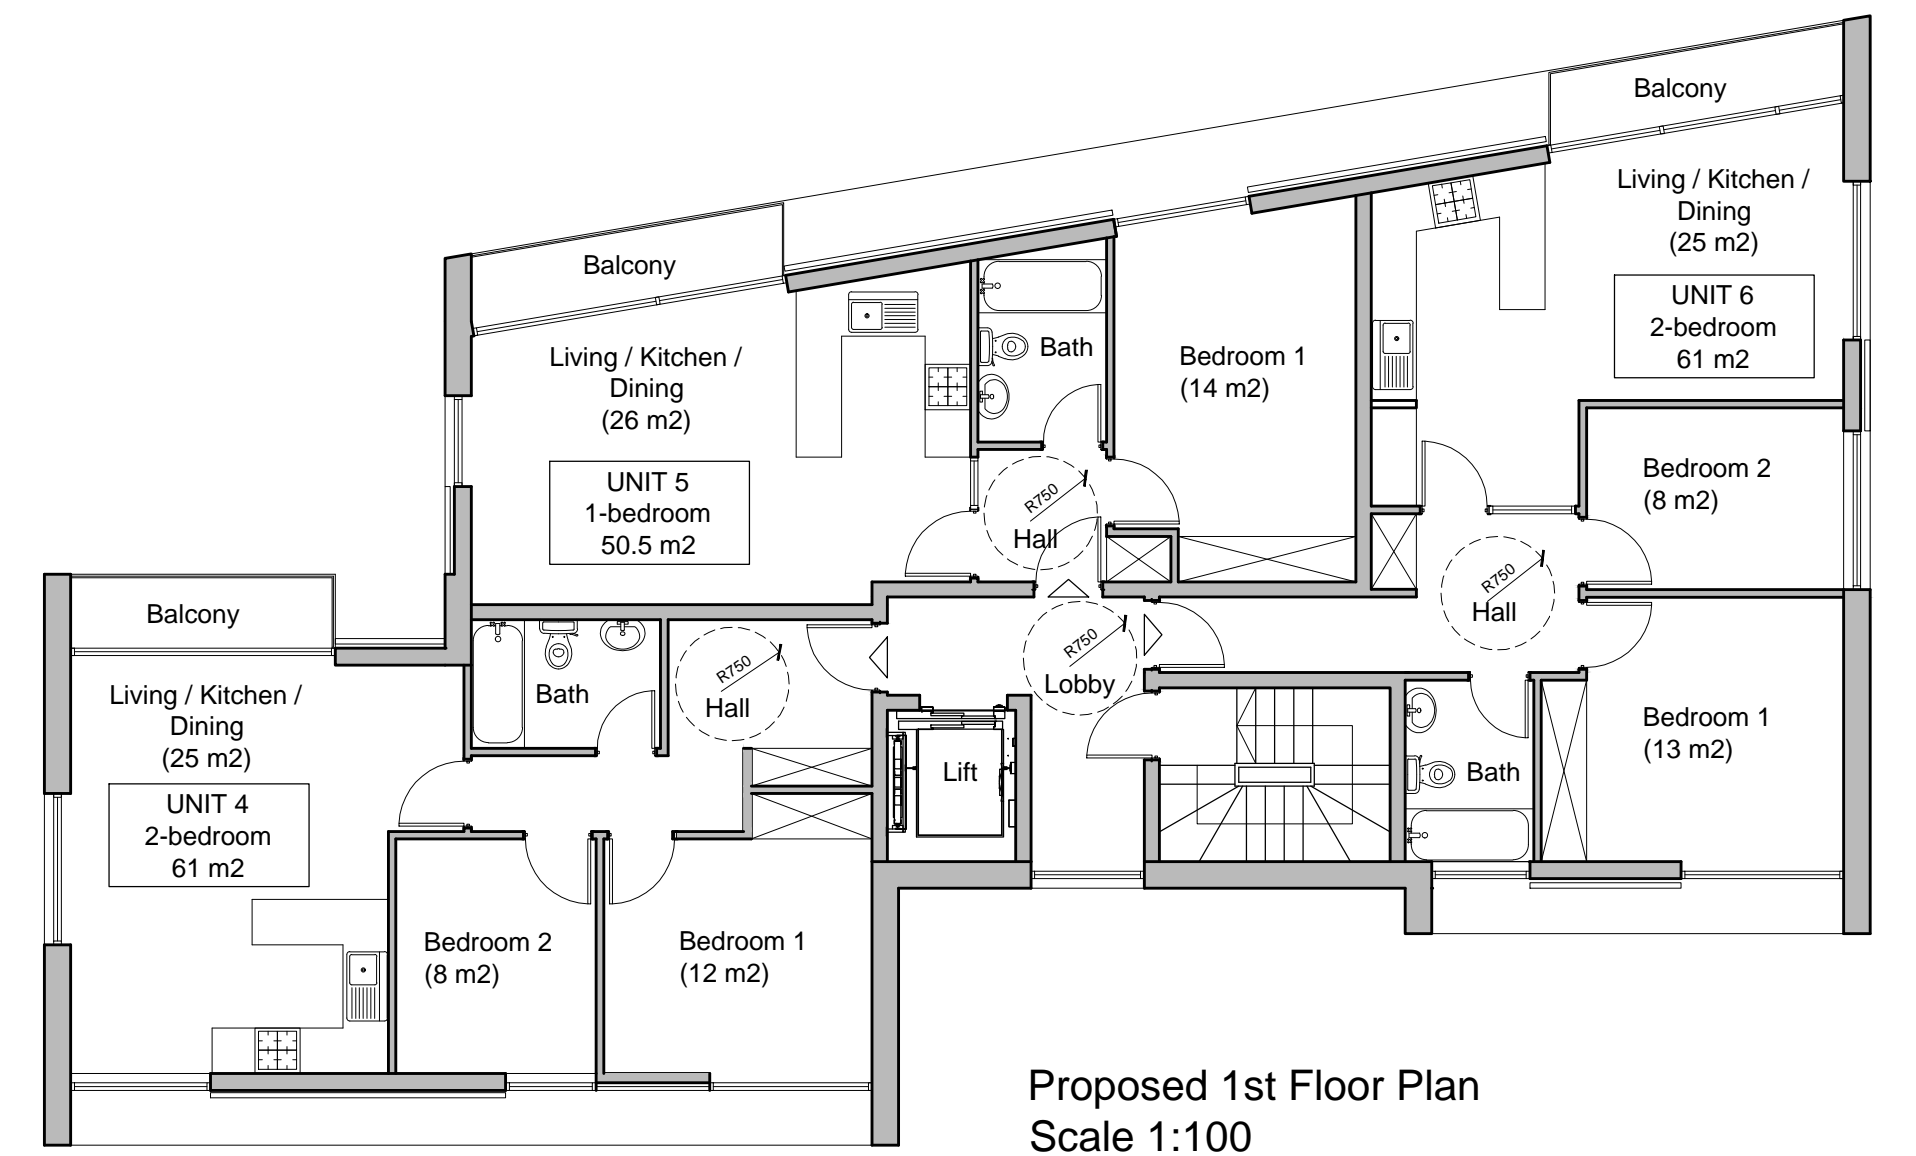 Balcony
Living / Kitchen /
Dining
(25 m2)
UNIT 6
2-bedroom
61 m2
Balcony
Living / Kitchen /
Dining
(26 m2)
UNIT 5
1-bedroom
50.5 m2
Bath
Bedroom 1
(14 m2)
R750
Hall
Bedroom 2
(8 m2)
R750
Hall
Balcony
Living / Kitchen /
Dining
(25 m2)
UNIT 4
2-bedroom
61 m2
Bath
R750
Hall
R750
Lobby
Lift
Bath
Bedroom 1
(13 m2)
Bedroom 2
(8 m2)
Bedroom 1
(12 m2)
Proposed 1st Floor Plan
Scale 1:100